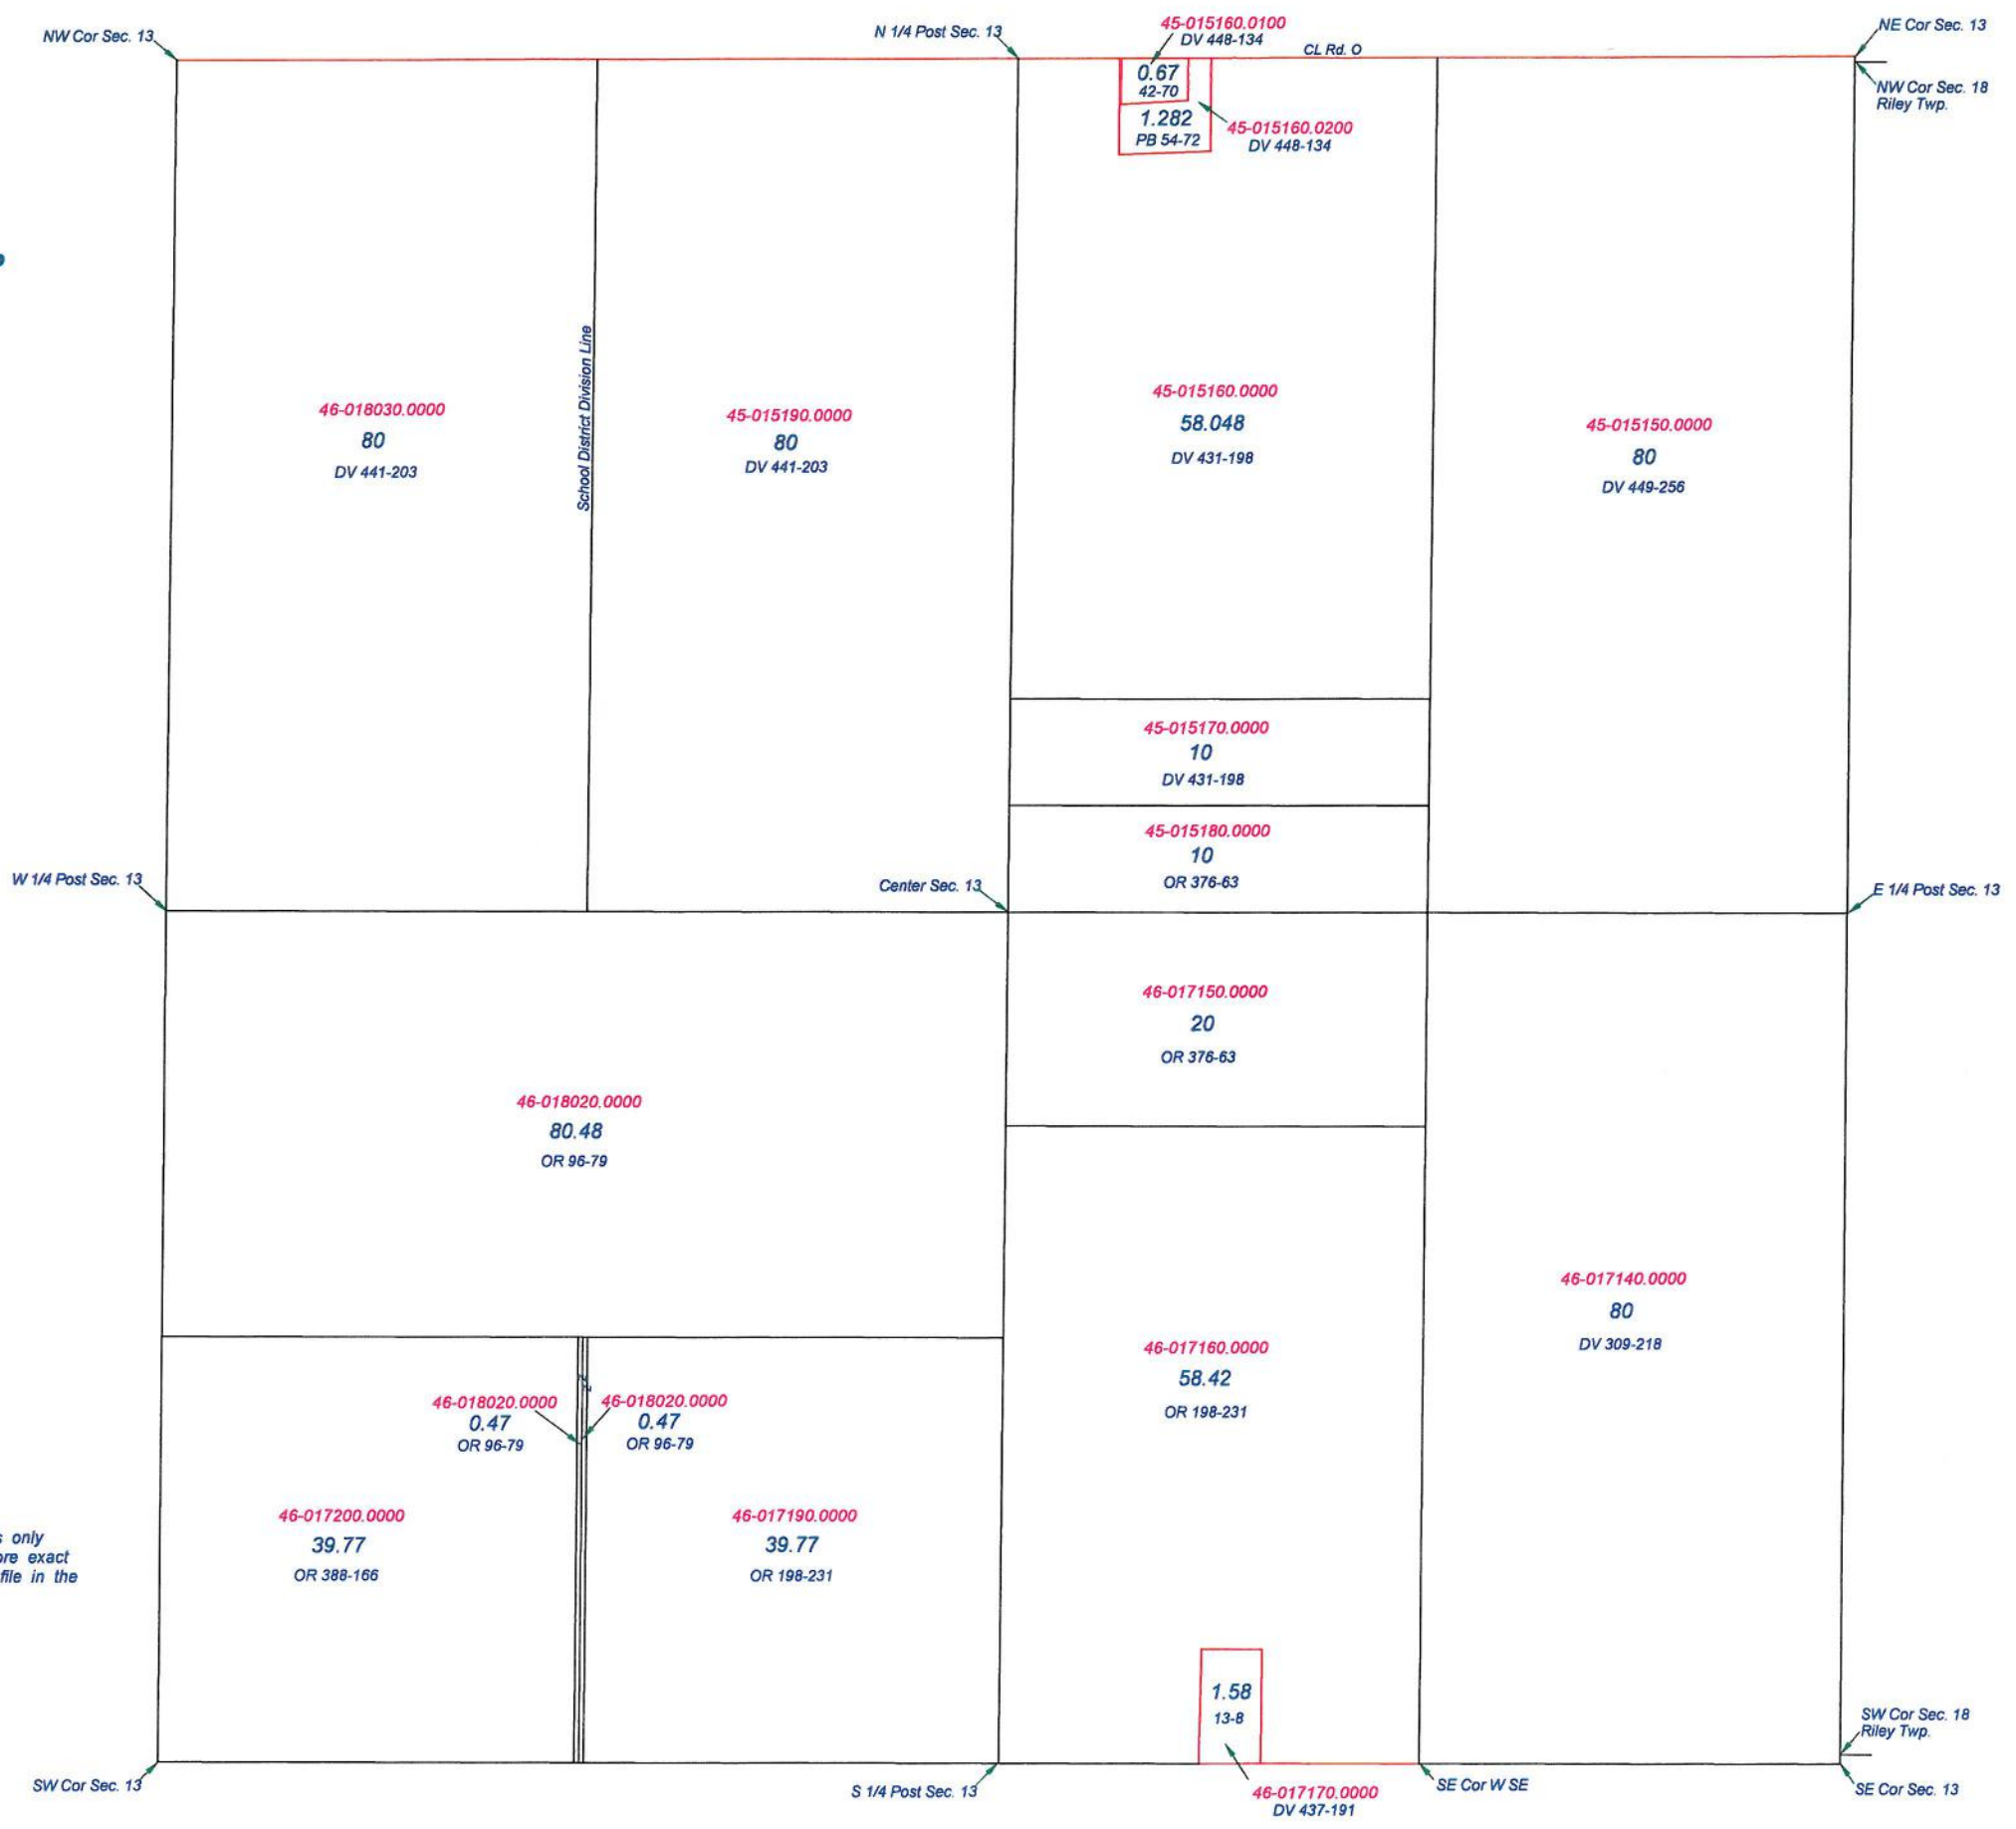 NW Cor Sec. 13
N 1/4 Post Sec. 13
45-015160.0100
DV 448-134
CL Rd. O
NE Cor Sec. 13
NW Cor Sec. 18
Riley Twp.
0.67
42-70
1.282
PB 54-72
45-015160.0200
DV 448-134
School District Division Line
46-018030.0000
80
DV 441-203
45-015190.0000
80
DV 441-203
45-015160.0000
58.048
DV 431-198
45-015150.0000
80
DV 449-256
45-015170.0000
10
DV 431-198
45-015180.0000
10
OR 376-63
W 1/4 Post Sec. 13
Center Sec. 13
E 1/4 Post Sec. 13
46-017150.0000
20
OR 376-63
46-018020.0000
80.48
OR 96-79
46-017140.0000
80
DV 309-218
46-017160.0000
58.42
OR 198-231
46-018020.0000
0.47
OR 96-79
46-018020.0000
0.47
OR 96-79
46-017200.0000
39.77
OR 388-166
46-017190.0000
39.77
OR 198-231
only
exact
file in the
1.58
13-8
46-017170.0000
DV 437-191
SW Cor Sec. 13
S 1/4 Post Sec. 13
SE Cor W SE
SW Cor Sec. 18
Riley Twp.
SE Cor Sec. 13